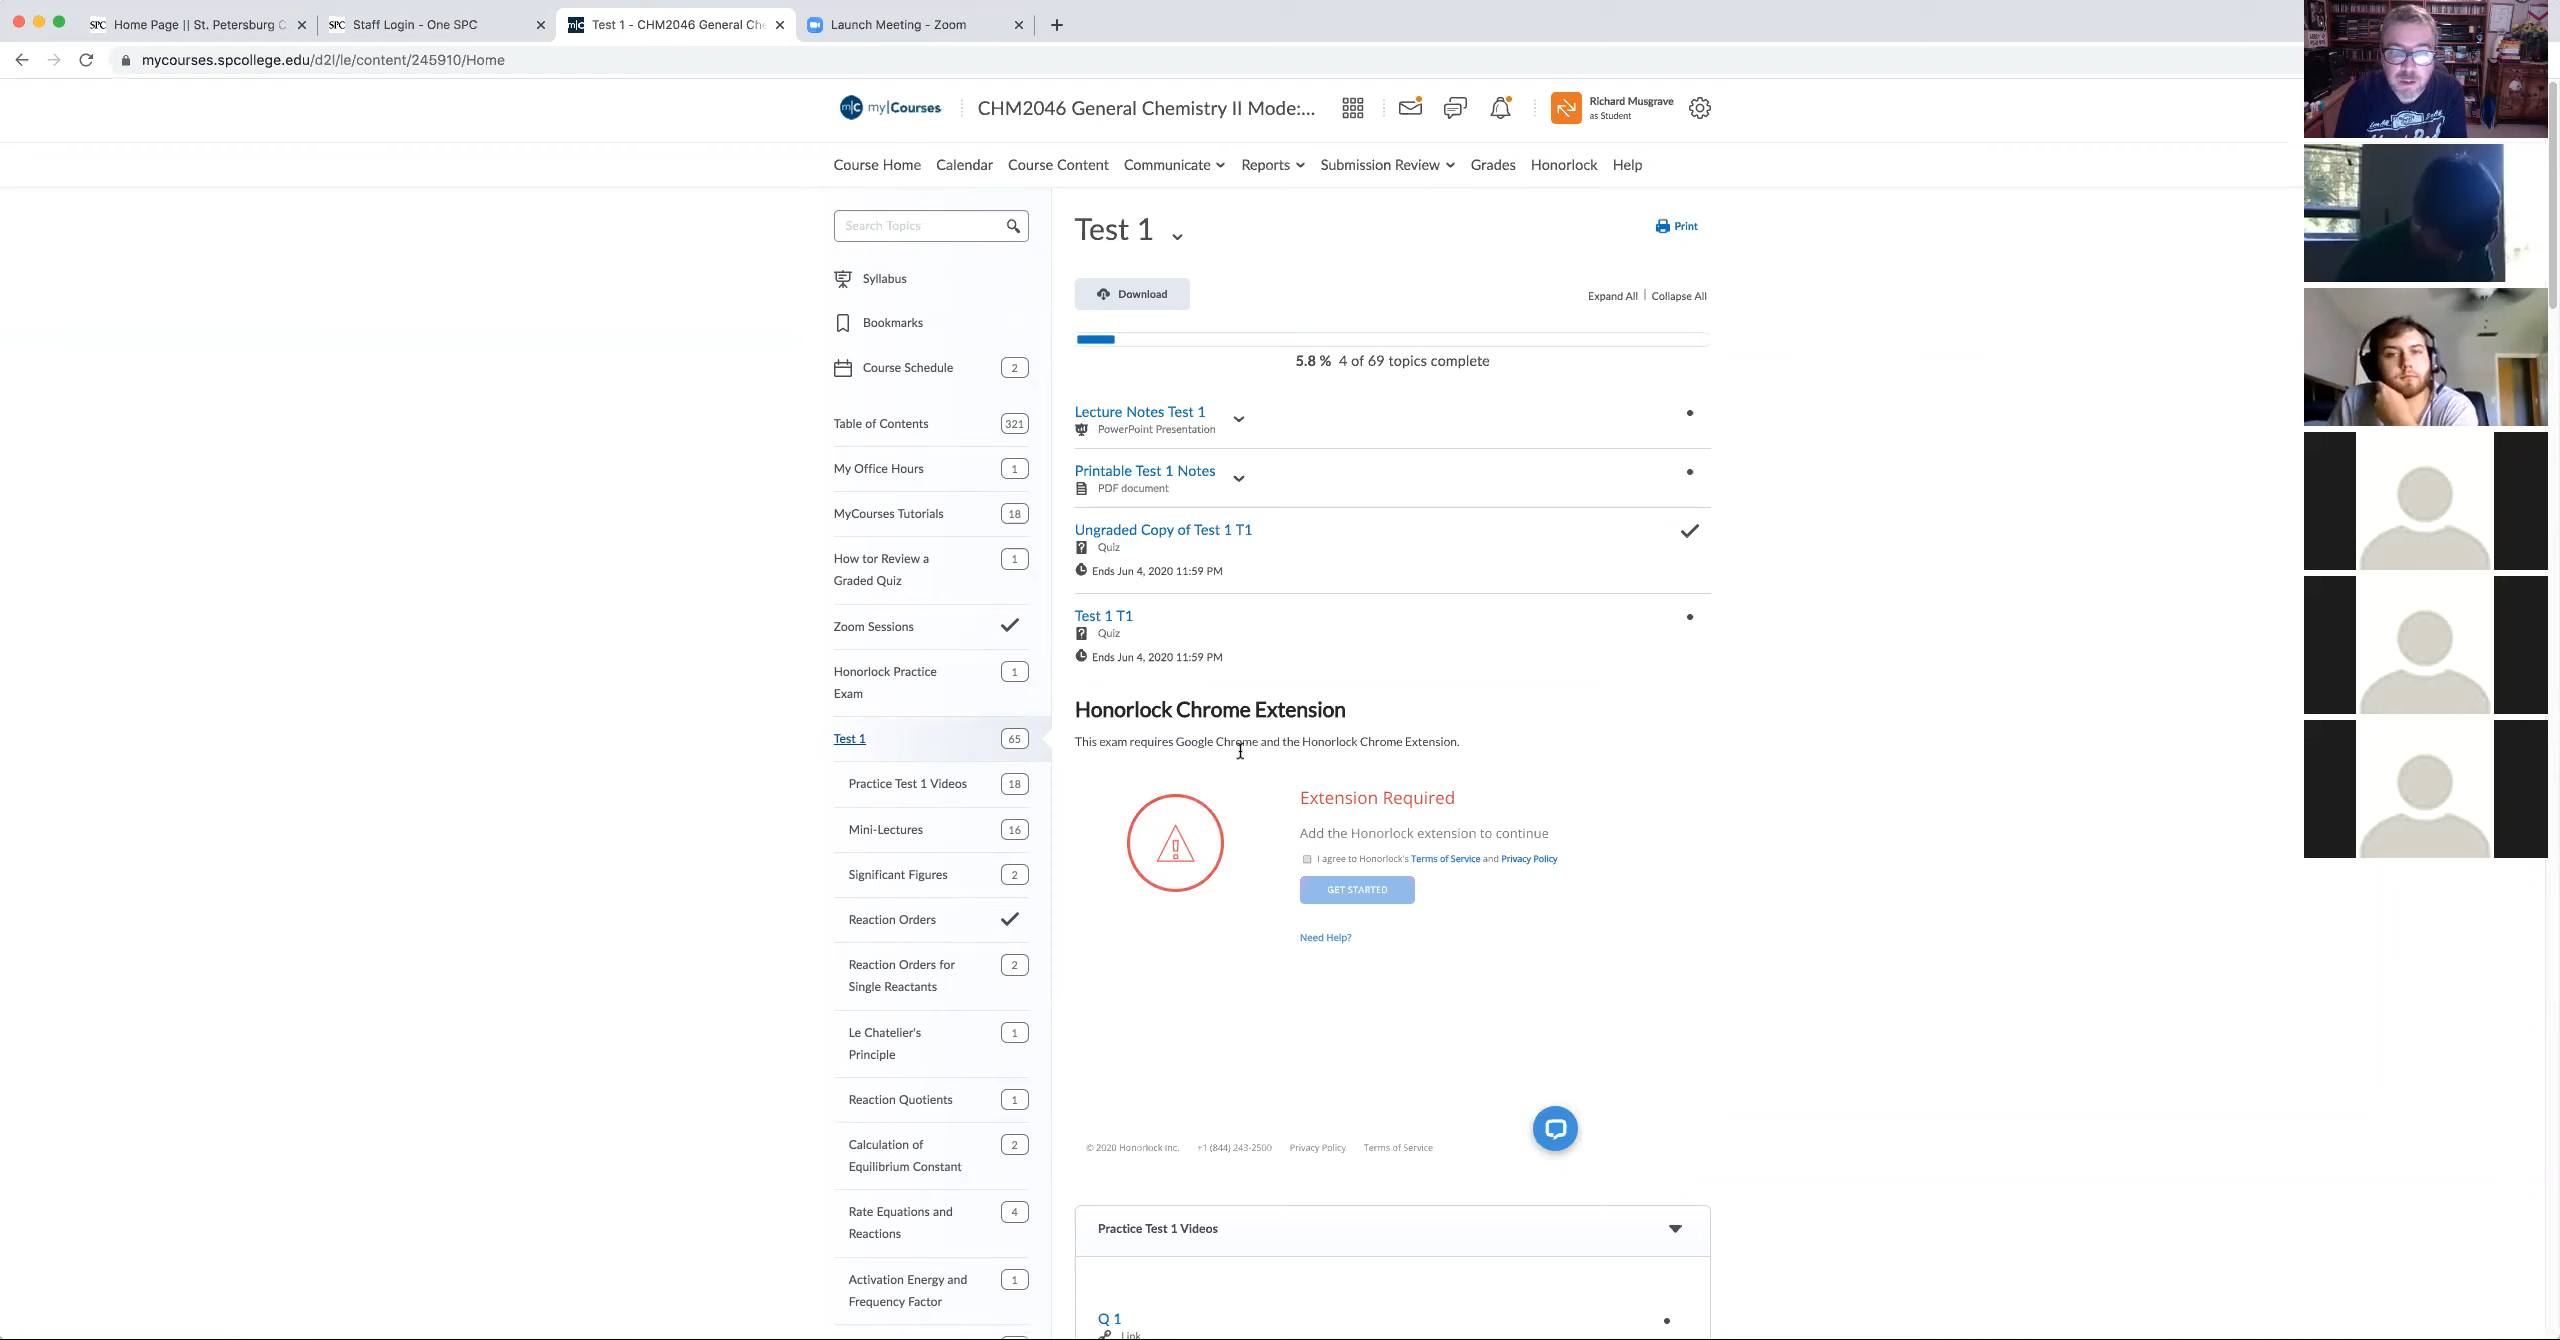 Home Page || St. Petersburg C
Staff Login - One SPC
Test 1 - CHM2046 General Che
Launch Meeting - Zoom
mycourses.spcollege.edu/d2l/le/content/245910/Home
myCourses
CHM2046 General Chemistry II Mode:...
Richard Musgrave
as Student
Course Home
Calendar
Course Content
Communicate
Reports
Submission Review
Grades
Honorlock
Help
Search Topics
Syllabus
Bookmarks
Course Schedule 2
Table of Contents 321
My Office Hours 1
MyCourses Tutorials 18
How tor Review a 1
Graded Quiz
Zoom Sessions
Honorlock Practice 1
Exam
Test 1 65
Practice Test 1 Videos 18
Mini-Lectures 16
Significant Figures 2
Reaction Orders
Reaction Orders for 2
Single Reactants
Le Chatelier's 1
Principle
Reaction Quotients 1
Calculation of 2
Equilibrium Constant
Rate Equations and 4
Reactions
Activation Energy and 1
Frequency Factor
Test 1
Print
Download
Expand All | Collapse All
5.8 % 4 of 69 topics complete
Lecture Notes Test 1
PowerPoint Presentation
Printable Test 1 Notes
PDF document
Ungraded Copy of Test 1 T1
Quiz
Ends Jun 4, 2020 11:59 PM
Test 1 T1
Quiz
Ends Jun 4, 2020 11:59 PM
Honorlock Chrome Extension
This exam requires Google Chrome and the Honorlock Chrome Extension.
Extension Required
Add the Honorlock extension to continue
I agree to Honorlock's Terms of Service and Privacy Policy
GET STARTED
Need Help?
© 2020 Honorlock Inc. +1 (844) 243-2500 Privacy Policy Terms of Service
Practice Test 1 Videos
Q 1
Link